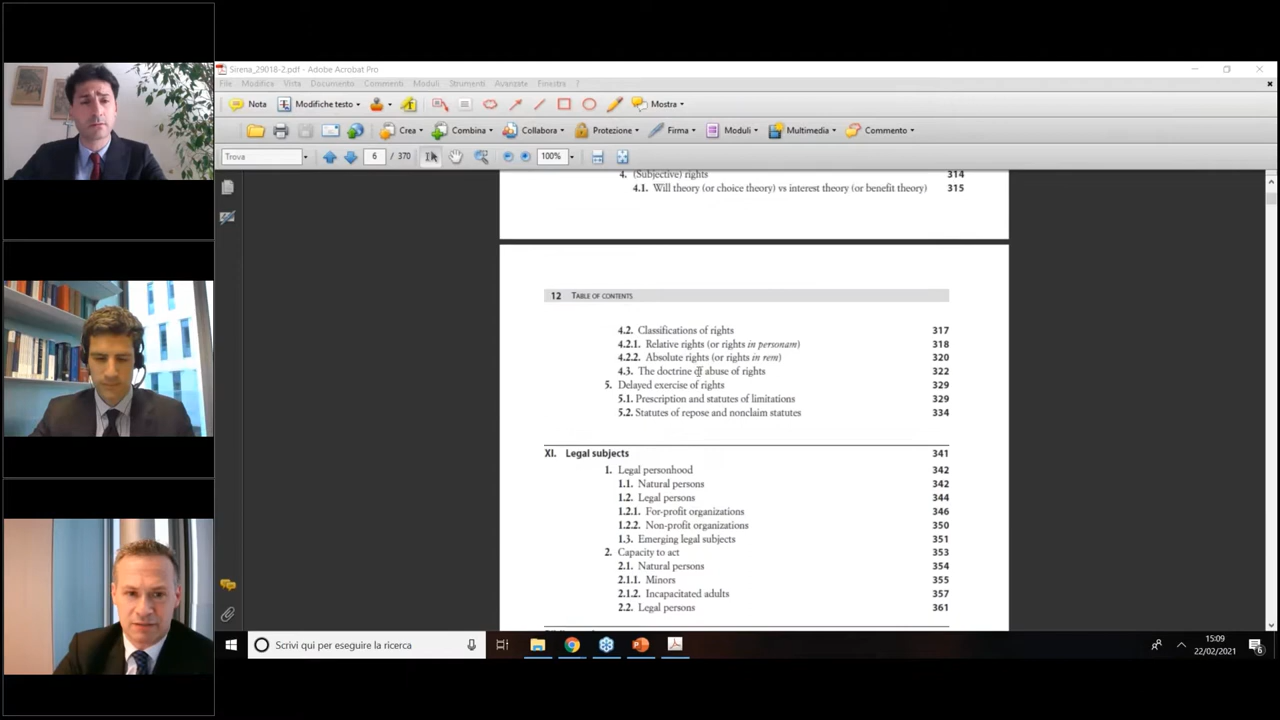 Sirena_29018-2.pdf - Adobe Acrobat Pro
File Modifica Vista Documento Commenti Moduli Strumenti Avanzate Finestra ?
Nota Modifiche testo Mostra
Crea Combina Collabora Protezione Firma Moduli Multimedia Commento
Trova 6 / 370 100%
4. (Subjective) rights 314
4.1. Will theory (or choice theory) vs interest theory (or benefit theory) 315
12 TABLE OF CONTENTS
4.2. Classifications of rights 317
4.2.1. Relative rights (or rights in personam) 318
4.2.2. Absolute rights (or rights in rem) 320
4.3. The doctrine of abuse of rights 322
5. Delayed exercise of rights 329
5.1. Prescription and statutes of limitations 329
5.2. Statutes of repose and nonclaim statutes 334
XI. Legal subjects 341
1. Legal personhood 342
1.1. Natural persons 342
1.2. Legal persons 344
1.2.1. For-profit organizations 346
1.2.2. Non-profit organizations 350
1.3. Emerging legal subjects 351
2. Capacity to act 353
2.1. Natural persons 354
2.1.1. Minors 355
2.1.2. Incapacitated adults 357
2.2. Legal persons 361
Scrivi qui per eseguire la ricerca
15:09
22/02/2021
6